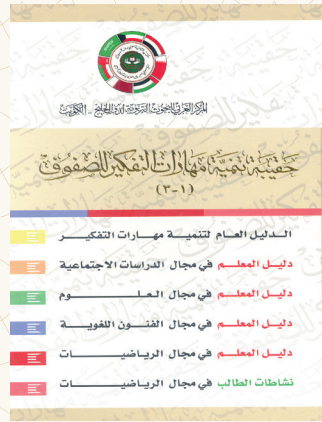 المركز العربي للبحوث التربوية لدول الخليج - الكويت
حقيبة تنمية مهارات التفكير للصفوف
(١-٣)
الدليل العام لتنمية مهارات التفكير
دليل المعلم في مجال الدراسات الاجتماعية
دليل المعلم في مجال العلوم
دليل المعلم في مجال الفنون اللغوية
دليل المعلم في مجال الرياضيات
نشاطات الطالب في مجال الرياضيات